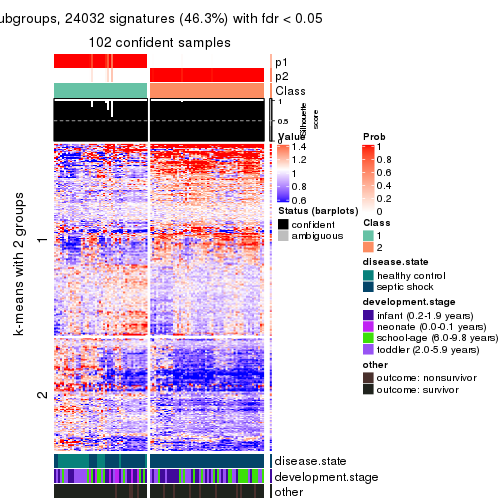 ubgroups, 24032 signatures (46.3%) with fdr < 0.05
102 confident samples
p1
p2
Class
1
0.5
0
Silhouette
score
k-means with 2 groups
1
2
disease.state
development.stage
other
Value
1.4
1.2
1
0.8
0.6
Status (barplots)
confident
ambiguous
Prob
1
0.8
0.6
0.4
0.2
0
Class
1
2
disease.state
healthy control
septic shock
development.stage
infant (0.2-1.9 years)
neonate (0.0-0.1 years)
school-age (6.0-9.8 years)
toddler (2.0-5.9 years)
other
outcome: nonsurvivor
outcome: survivor